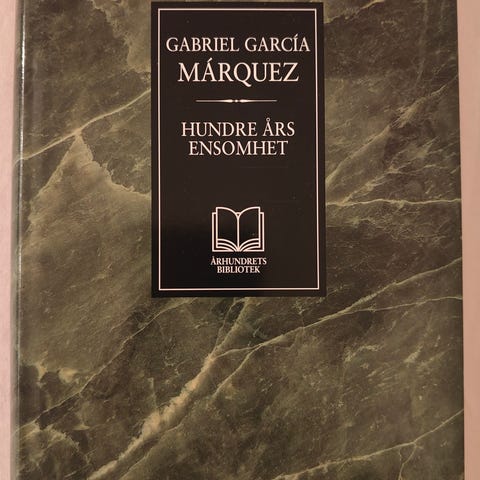 GABRIEL GARCÍA
MÁRQUEZ
HUNDRE ÅRS
ENSOMHET
ÅRHUNDRETS
BIBLIOTEK